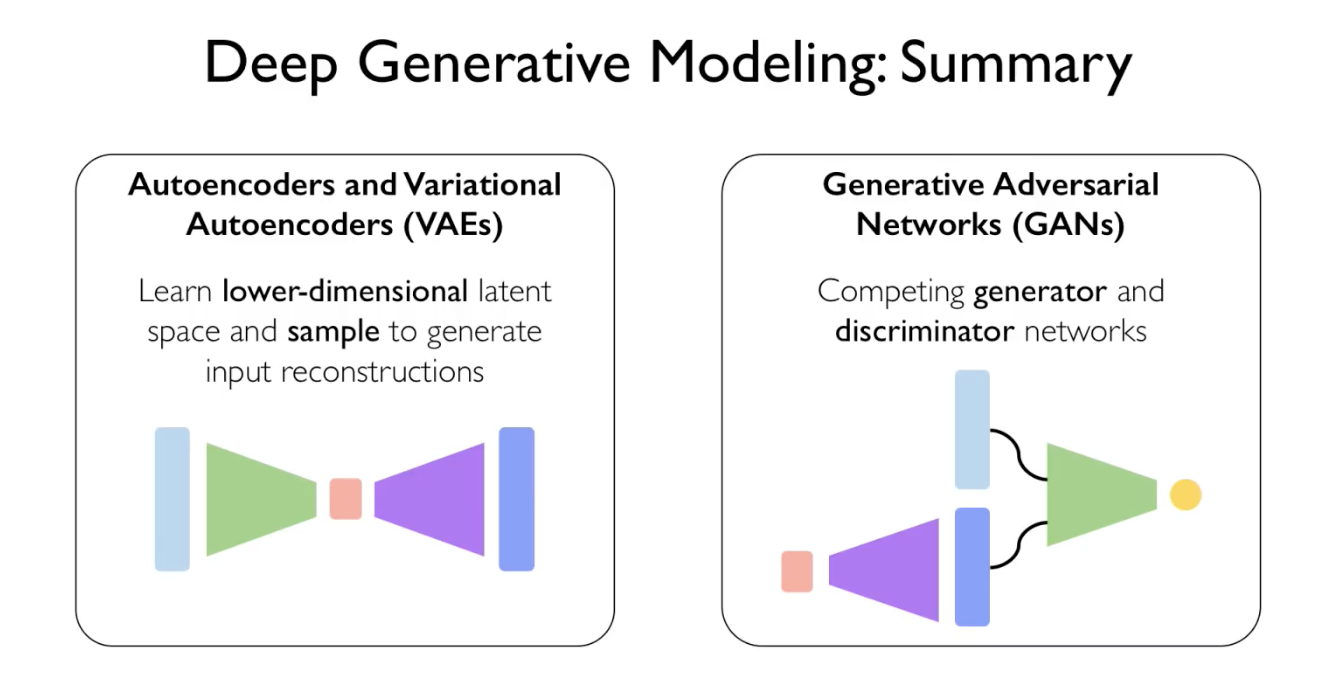 Deep Generative Modeling: Summary
Autoencoders and Variational
Autoencoders (VAEs)
Learn lower-dimensional latent
space and sample to generate
input reconstructions
Generative Adversarial
Networks (GANs)
Competing generator and
discriminator networks